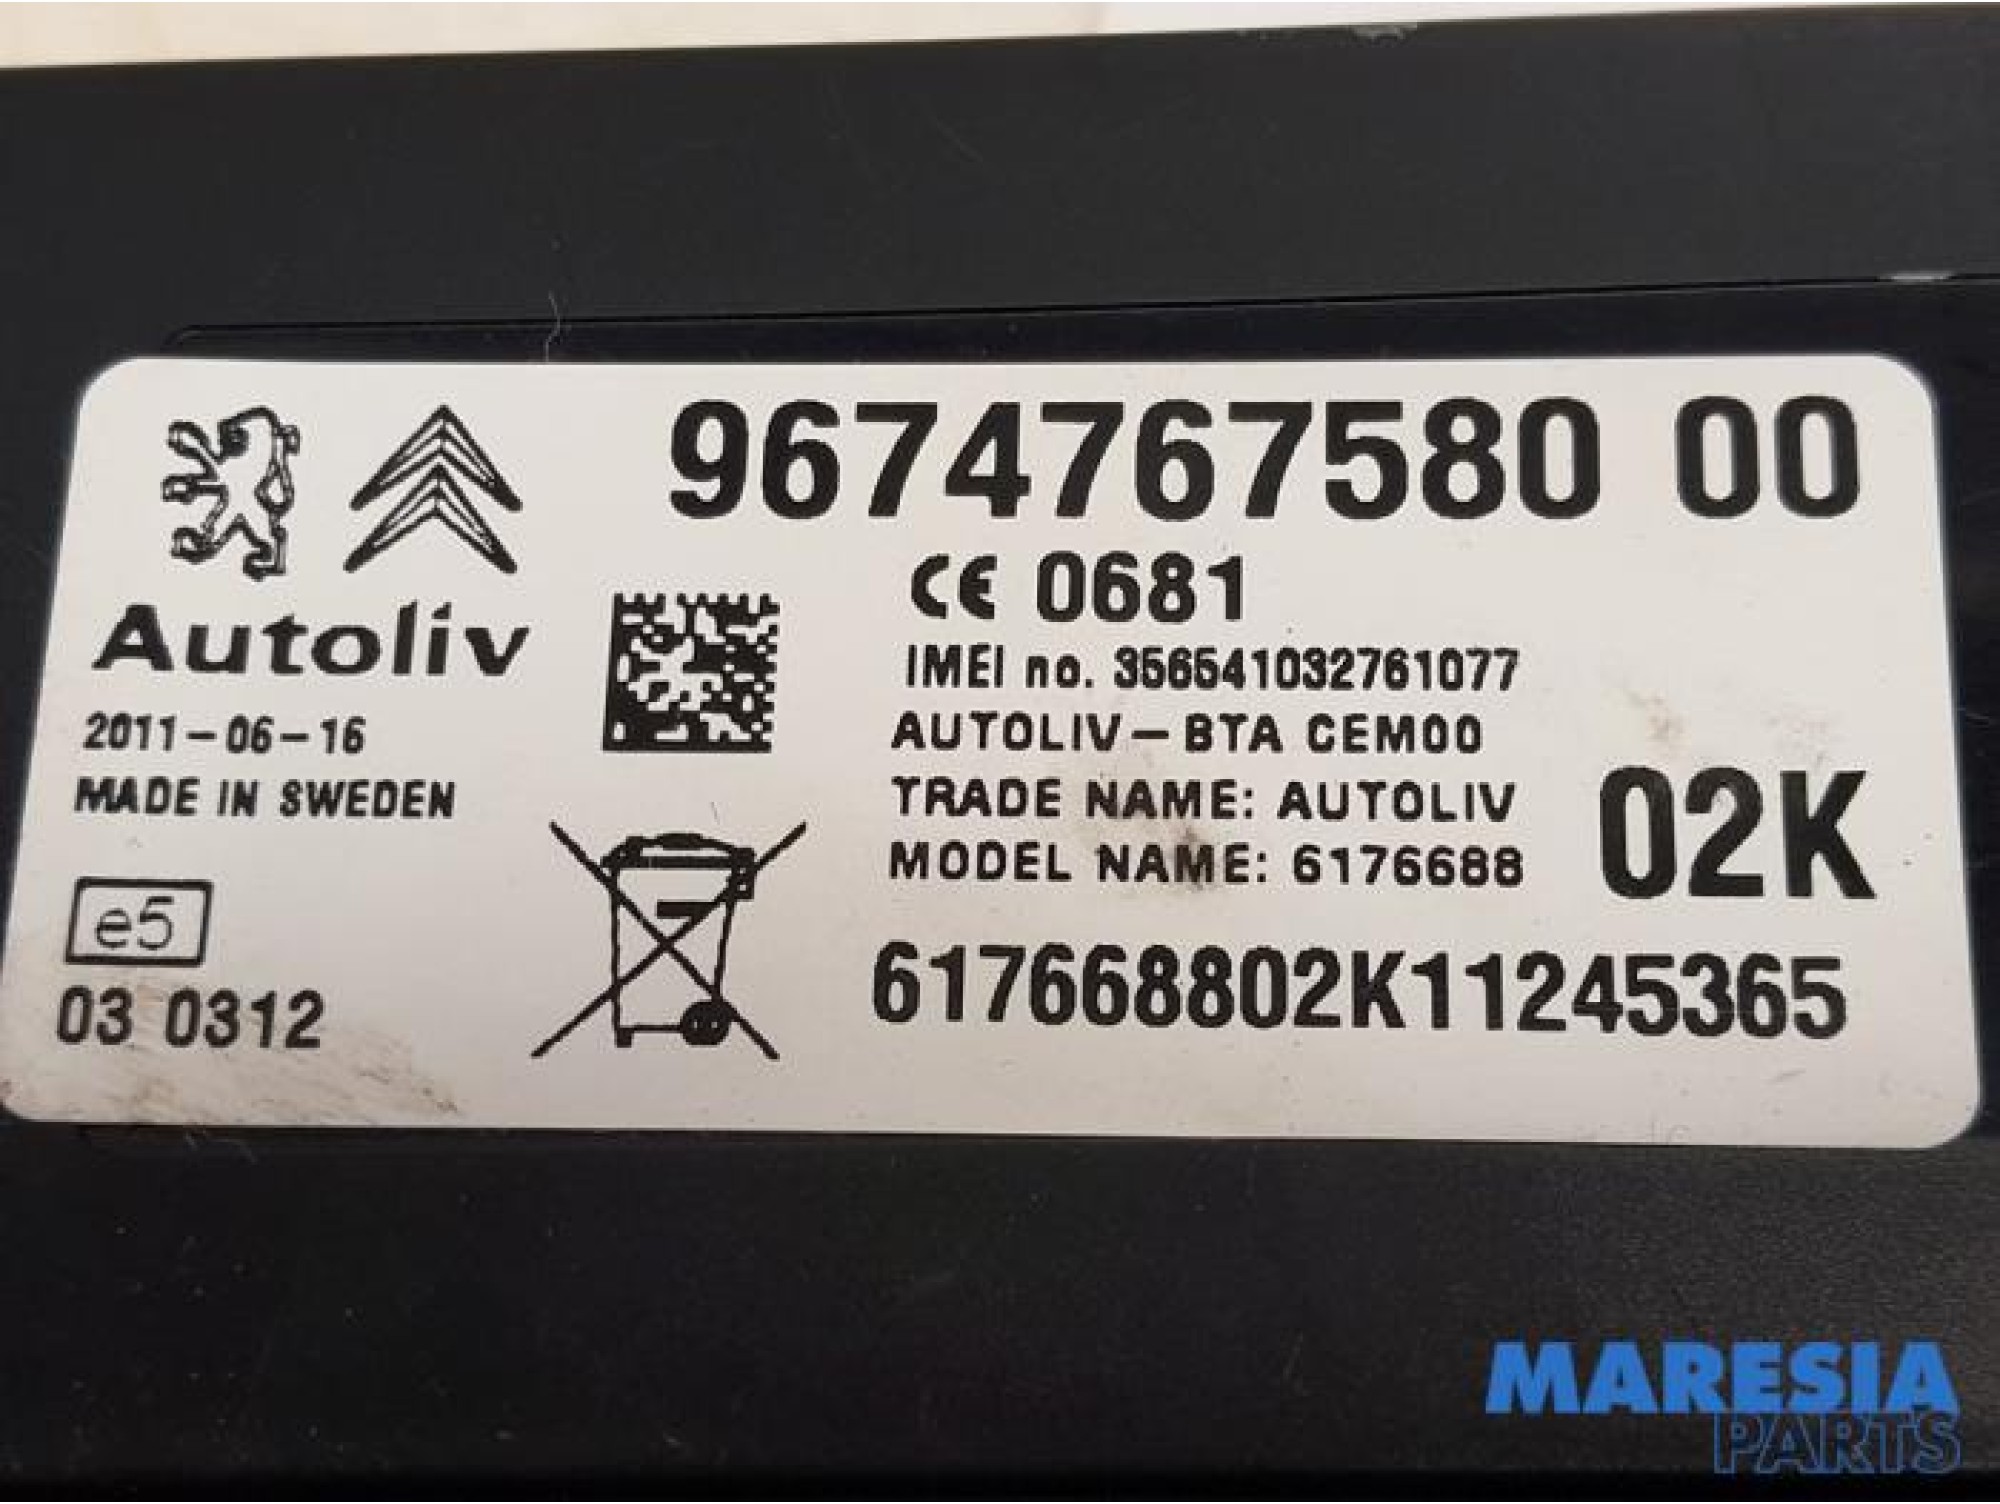 9674767580 00
CE 0681
Autoliv
IMEI no. 356541032761077
2011-06-16
AUTOLIV-BTA CEM00
MADE IN SWEDEN
TRADE NAME: AUTOLIV
02K
MODEL NAME: 6176688
e5
617668802K11245365
03 0312
MARESIA
PARTS